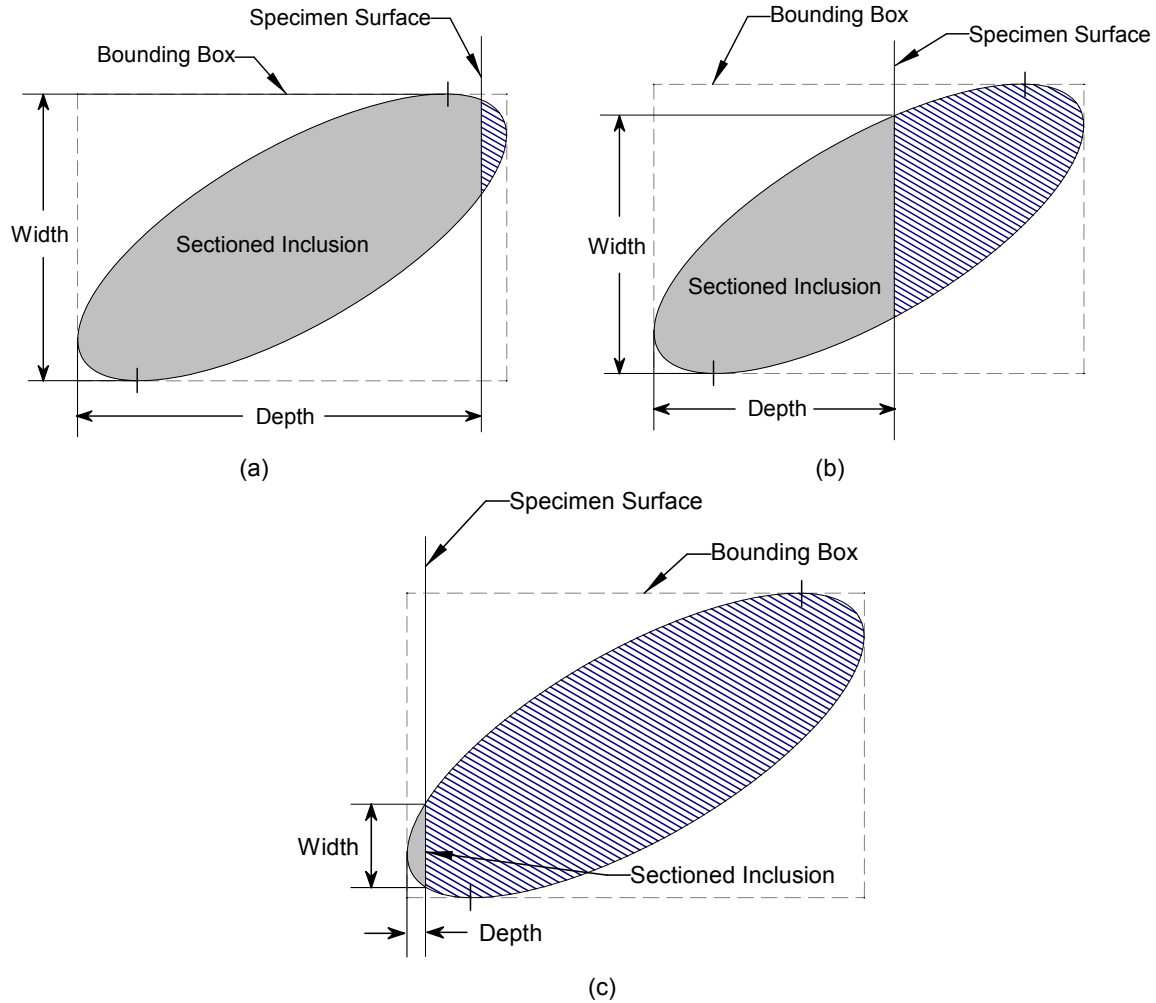 Specimen Surface
Bounding Box
Width
Sectioned Inclusion
Depth
(a)
Bounding Box
Specimen Surface
Width
Sectioned Inclusion
Depth
(b)
Specimen Surface
Bounding Box
Width
Sectioned Inclusion
Depth
(c)